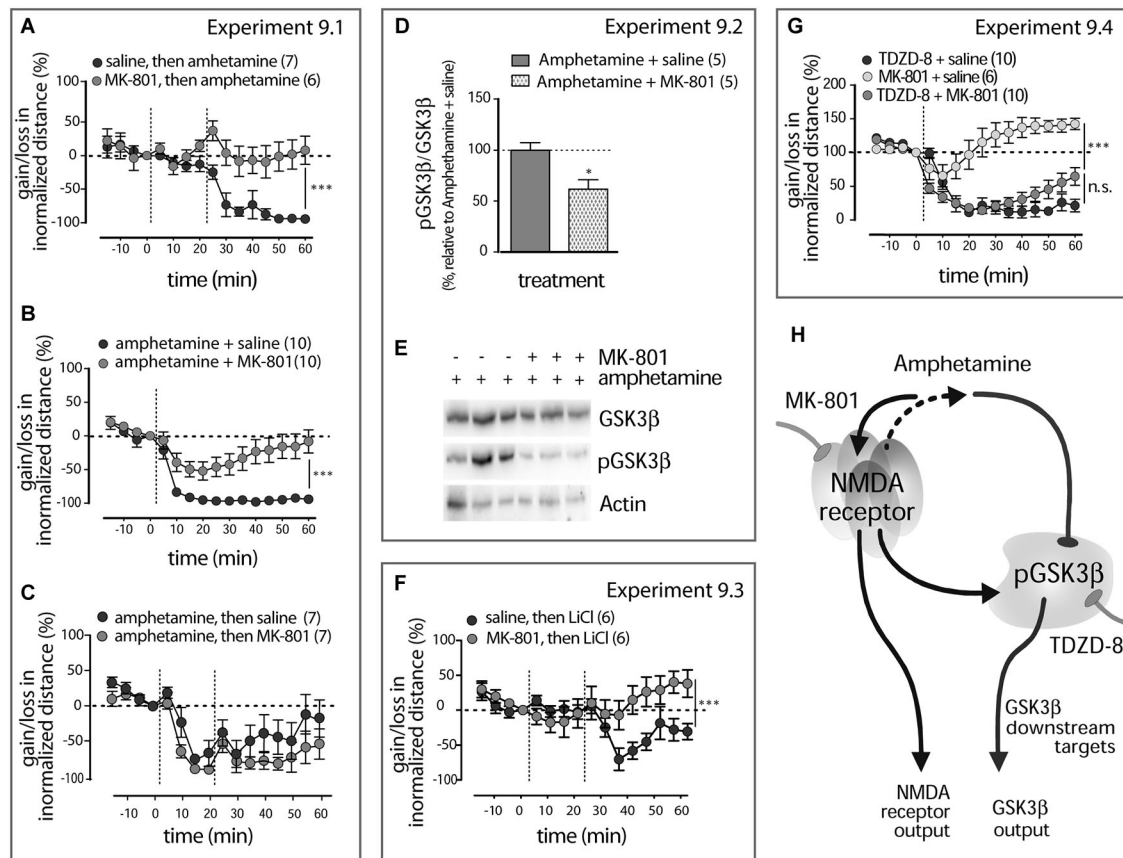 A
Experiment 9.1
saline, then amhetamine (7)
MK-801, then amphetamine (6)
gain/loss in
inormalized distance (%)
100
50
0
-50
-100
***
-10 0 10 20 30 40 50 60
time (min)
B
amphetamine + saline (10)
amphetamine + MK-801(10)
gain/loss in
inormalized distance (%)
100
50
0
-50
-100
***
-10 0 10 20 30 40 50 60
time (min)
C
amphetamine, then saline (7)
amphetamine, then MK-801 (7)
gain/loss in
inormalized distance (%)
100
50
0
-50
-100
-10 0 10 20 30 40 50 60
time (min)
D
Experiment 9.2
Amphetamine + saline (5)
Amphetamine + MK-801 (5)
pGSK3β/GSK3β
(%, relative to Ampherthamine + saline)
150
100
50
0
*
treatment
E
- - - + + + MK-801
+ + + + + + amphetamine
GSK3β
pGSK3β
Actin
F
Experiment 9.3
saline, then LiCl (6)
MK-801, then LiCl (6)
gain/loss in
inormalized distance (%)
100
50
0
-50
-100
***
-10 0 10 20 30 40 50 60
time (min)
G
Experiment 9.4
TDZD-8 + saline (10)
MK-801 + saline (6)
TDZD-8 + MK-801 (10)
gain/loss in
inormalized distance (%)
200
150
100
50
0
***
n.s.
-10 0 10 20 30 40 50 60
time (min)
H
Amphetamine
MK-801
NMDA
receptor
pGSK3β
TDZD-8
GSK3β
downstream
targets
NMDA
receptor
output
GSK3β
output